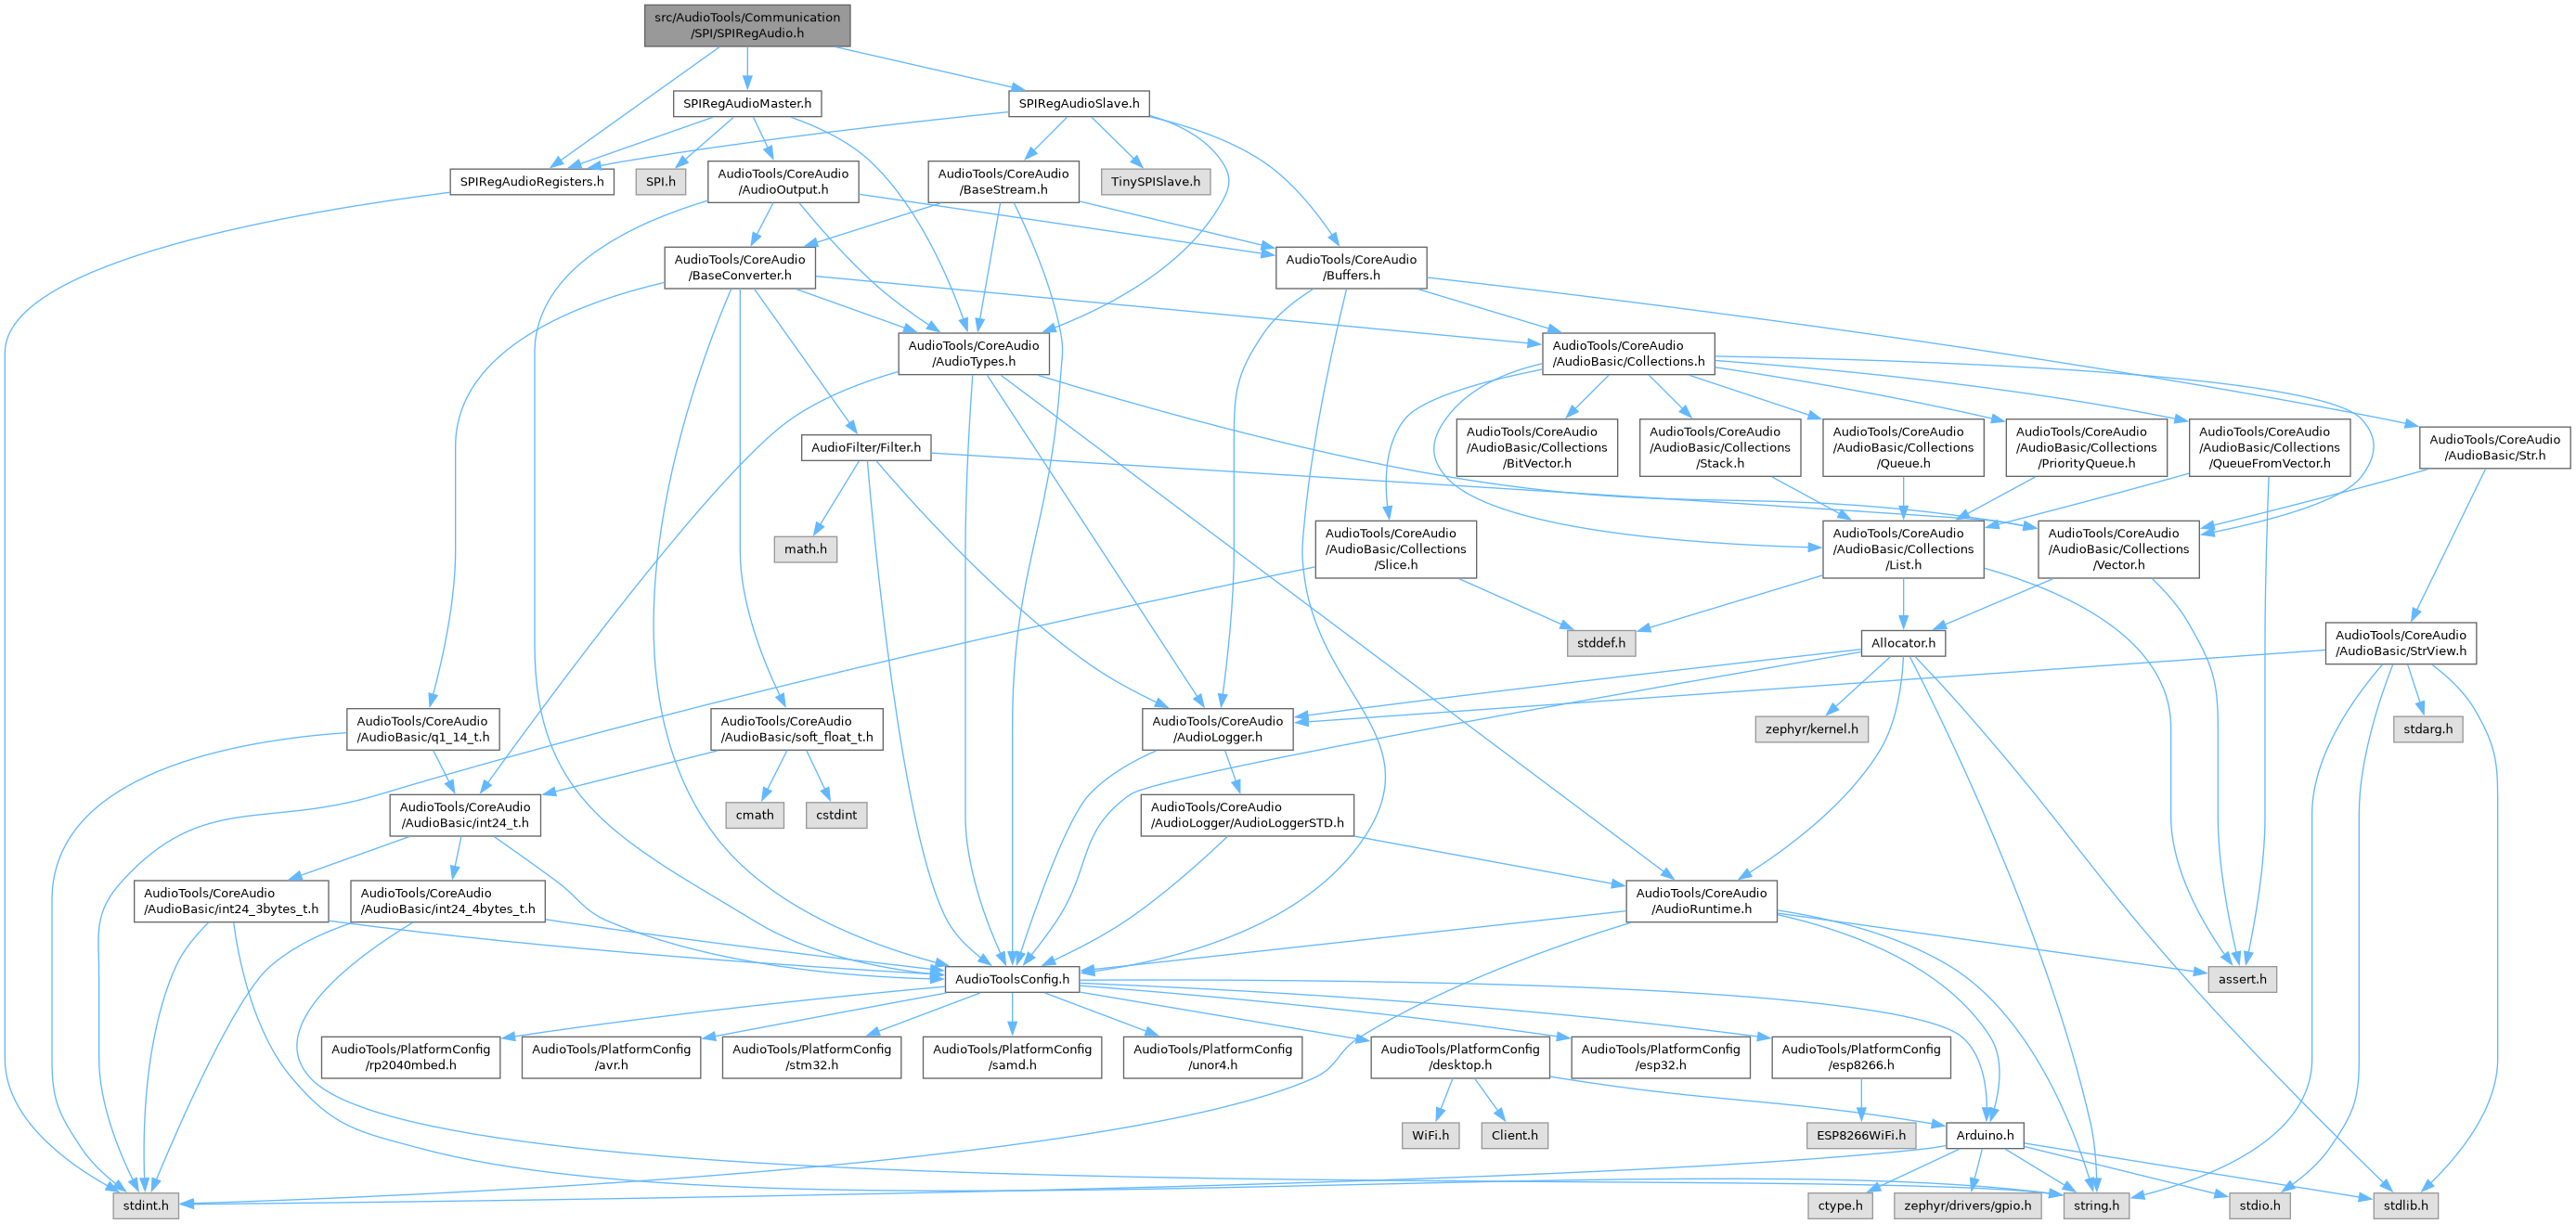 src/AudioTools/Communication
/SPI/SPIRegAudio.h
SPIRegAudioMaster.h
SPIRegAudioSlave.h
SPIRegAudioRegisters.h
SPI.h
AudioTools/CoreAudio
/AudioOutput.h
AudioTools/CoreAudio
/BaseStream.h
TinySPISlave.h
AudioTools/CoreAudio
/BaseConverter.h
AudioTools/CoreAudio
/Buffers.h
AudioTools/CoreAudio
/AudioTypes.h
AudioTools/CoreAudio
/AudioBasic/Collections.h
AudioFilter/Filter.h
AudioTools/CoreAudio
/AudioBasic/Collections
/BitVector.h
AudioTools/CoreAudio
/AudioBasic/Collections
/Stack.h
AudioTools/CoreAudio
/AudioBasic/Collections
/Queue.h
AudioTools/CoreAudio
/AudioBasic/Collections
/PriorityQueue.h
AudioTools/CoreAudio
/AudioBasic/Collections
/QueueFromVector.h
AudioTools/CoreAudio
/AudioBasic/Str.h
math.h
AudioTools/CoreAudio
/AudioBasic/Collections
/Slice.h
AudioTools/CoreAudio
/AudioBasic/Collections
/List.h
AudioTools/CoreAudio
/AudioBasic/Collections
/Vector.h
stddef.h
Allocator.h
AudioTools/CoreAudio
/AudioBasic/StrView.h
AudioTools/CoreAudio
/AudioBasic/q1_14_t.h
AudioTools/CoreAudio
/AudioBasic/soft_float_t.h
AudioTools/CoreAudio
/AudioLogger.h
zephyr/kernel.h
stdarg.h
AudioTools/CoreAudio
/AudioBasic/int24_t.h
cmath
cstdint
AudioTools/CoreAudio
/AudioLogger/AudioLoggerSTD.h
AudioTools/CoreAudio
/AudioBasic/int24_3bytes_t.h
AudioTools/CoreAudio
/AudioBasic/int24_4bytes_t.h
AudioTools/CoreAudio
/AudioRuntime.h
AudioToolsConfig.h
assert.h
AudioTools/PlatformConfig
/rp2040mbed.h
AudioTools/PlatformConfig
/avr.h
AudioTools/PlatformConfig
/stm32.h
AudioTools/PlatformConfig
/samd.h
AudioTools/PlatformConfig
/unor4.h
AudioTools/PlatformConfig
/desktop.h
AudioTools/PlatformConfig
/esp32.h
AudioTools/PlatformConfig
/esp8266.h
WiFi.h
Client.h
ESP8266WiFi.h
Arduino.h
stdint.h
ctype.h
zephyr/drivers/gpio.h
string.h
stdio.h
stdlib.h